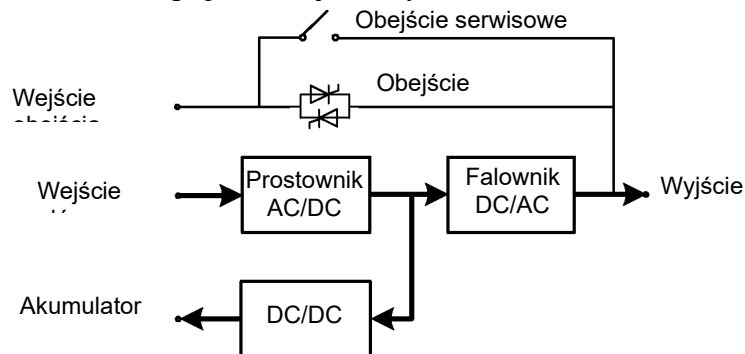 Obejście serwisowe
Obejście
Wejście
Wejście
Prostownik
AC/DC
Falownik
DC/AC
Wyjście
Akumulator
DC/DC